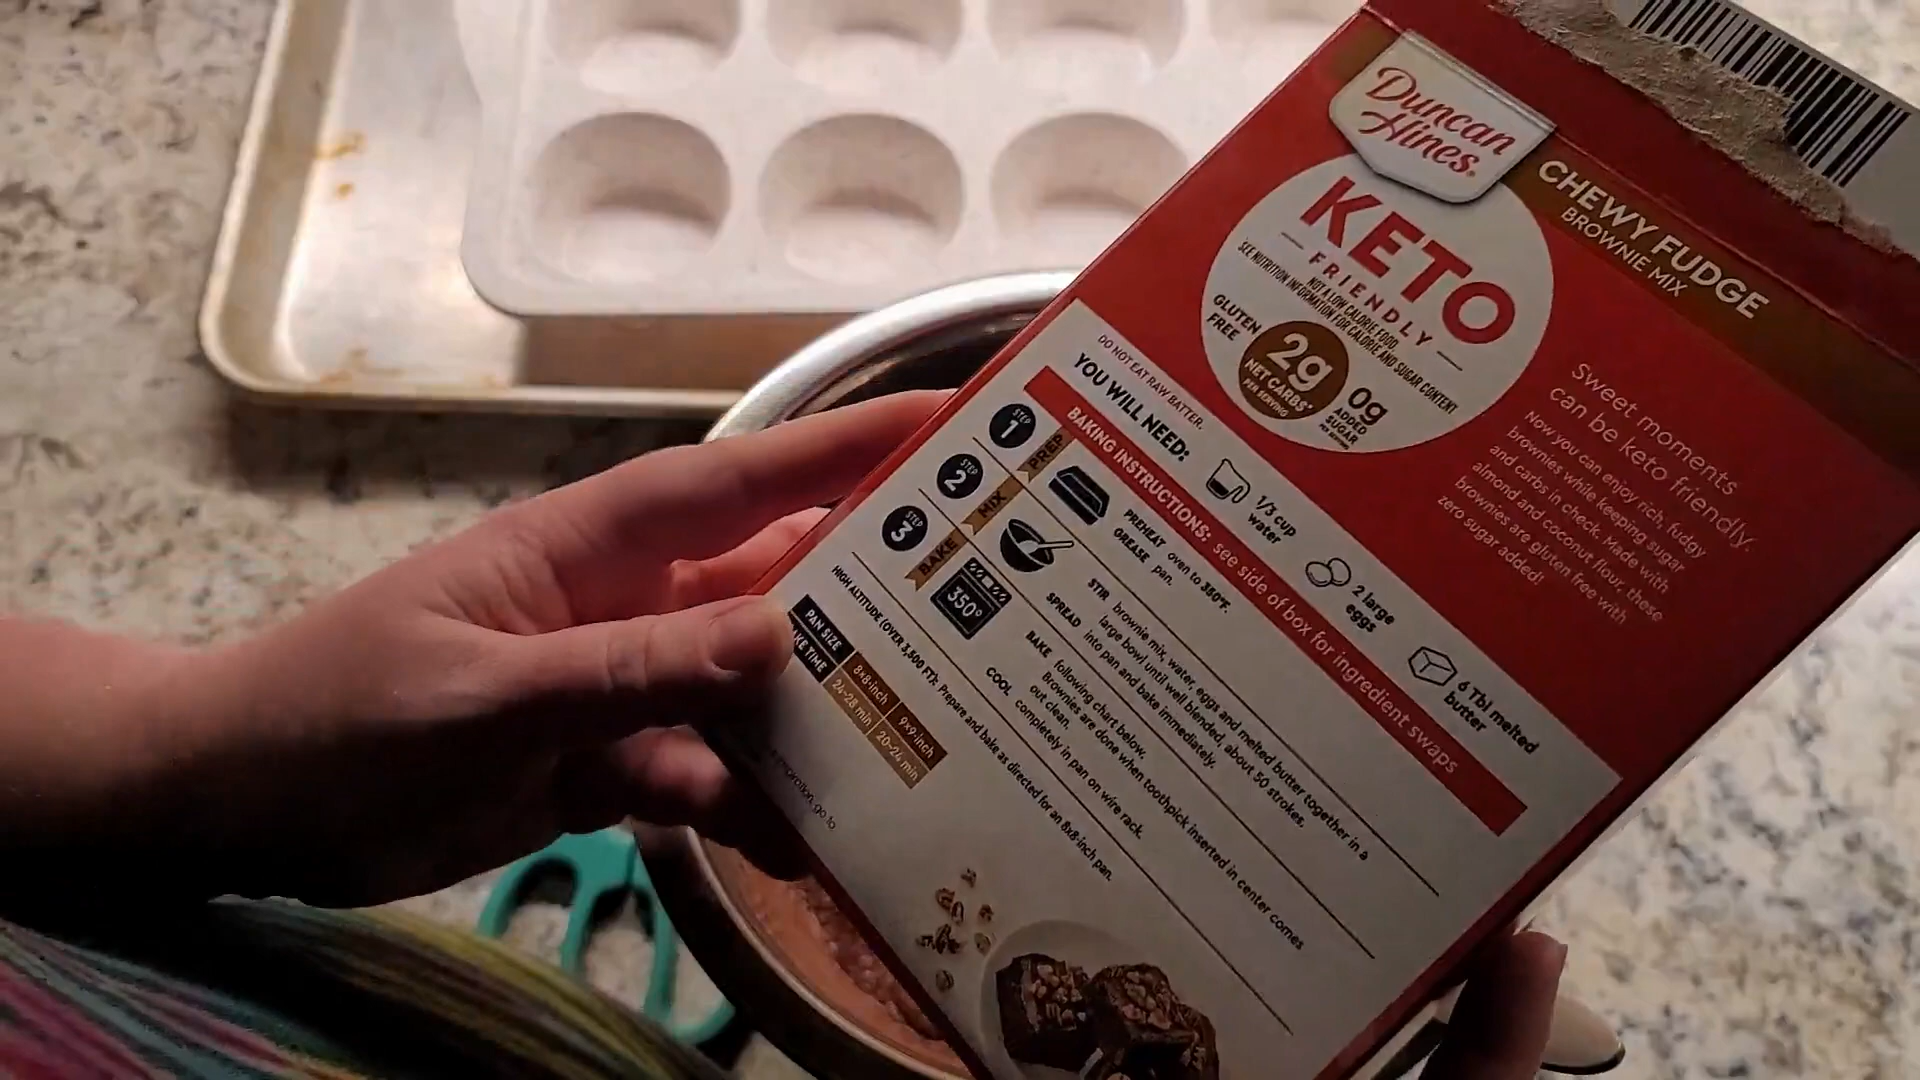 Duncan
Hines®
CHEWY FUDGE
BROWNIE MIX
KETO
FRIENDLY
NOT A LOW CALORIE FOOD.
SEE NUTRITION INFORMATION FOR CALORIE AND SUGAR CONTENT
GLUTEN
FREE
2g
NET CARBS*
PER SERVING
0g
ADDED
SUGAR
PER SERVING
Sweet moments
can be keto friendly.
Now you can enjoy rich, fudgy
brownies while keeping sugar
and carbs in check. Made with
almond and coconut flour, these
brownies are gluten free with
zero sugar added!
DO NOT EAT RAW BATTER.
YOU WILL NEED:
1/3 cup
water
2 large
eggs
6 Tbl melted
butter
BAKING INSTRUCTIONS: see side of box for ingredient swaps
STEP
1
PREP
PREHEAT oven to 350°F.
GREASE pan.
STEP
2
MIX
STIR brownie mix, water, eggs and melted butter together in a
large bowl until well blended, about 50 strokes.
SPREAD into pan and bake immediately.
STEP
3
BAKE
350°
BAKE following chart below.
Brownies are done when toothpick inserted in center comes
out clean.
COOL completely in pan on wire rack.
HIGH ALTITUDE (OVER 3,500 FT): Prepare and bake as directed for an 8x8-inch pan.
PAN SIZE 8x8-inch 9x9-inch
TIME 24-28 min 20-24 min
go to